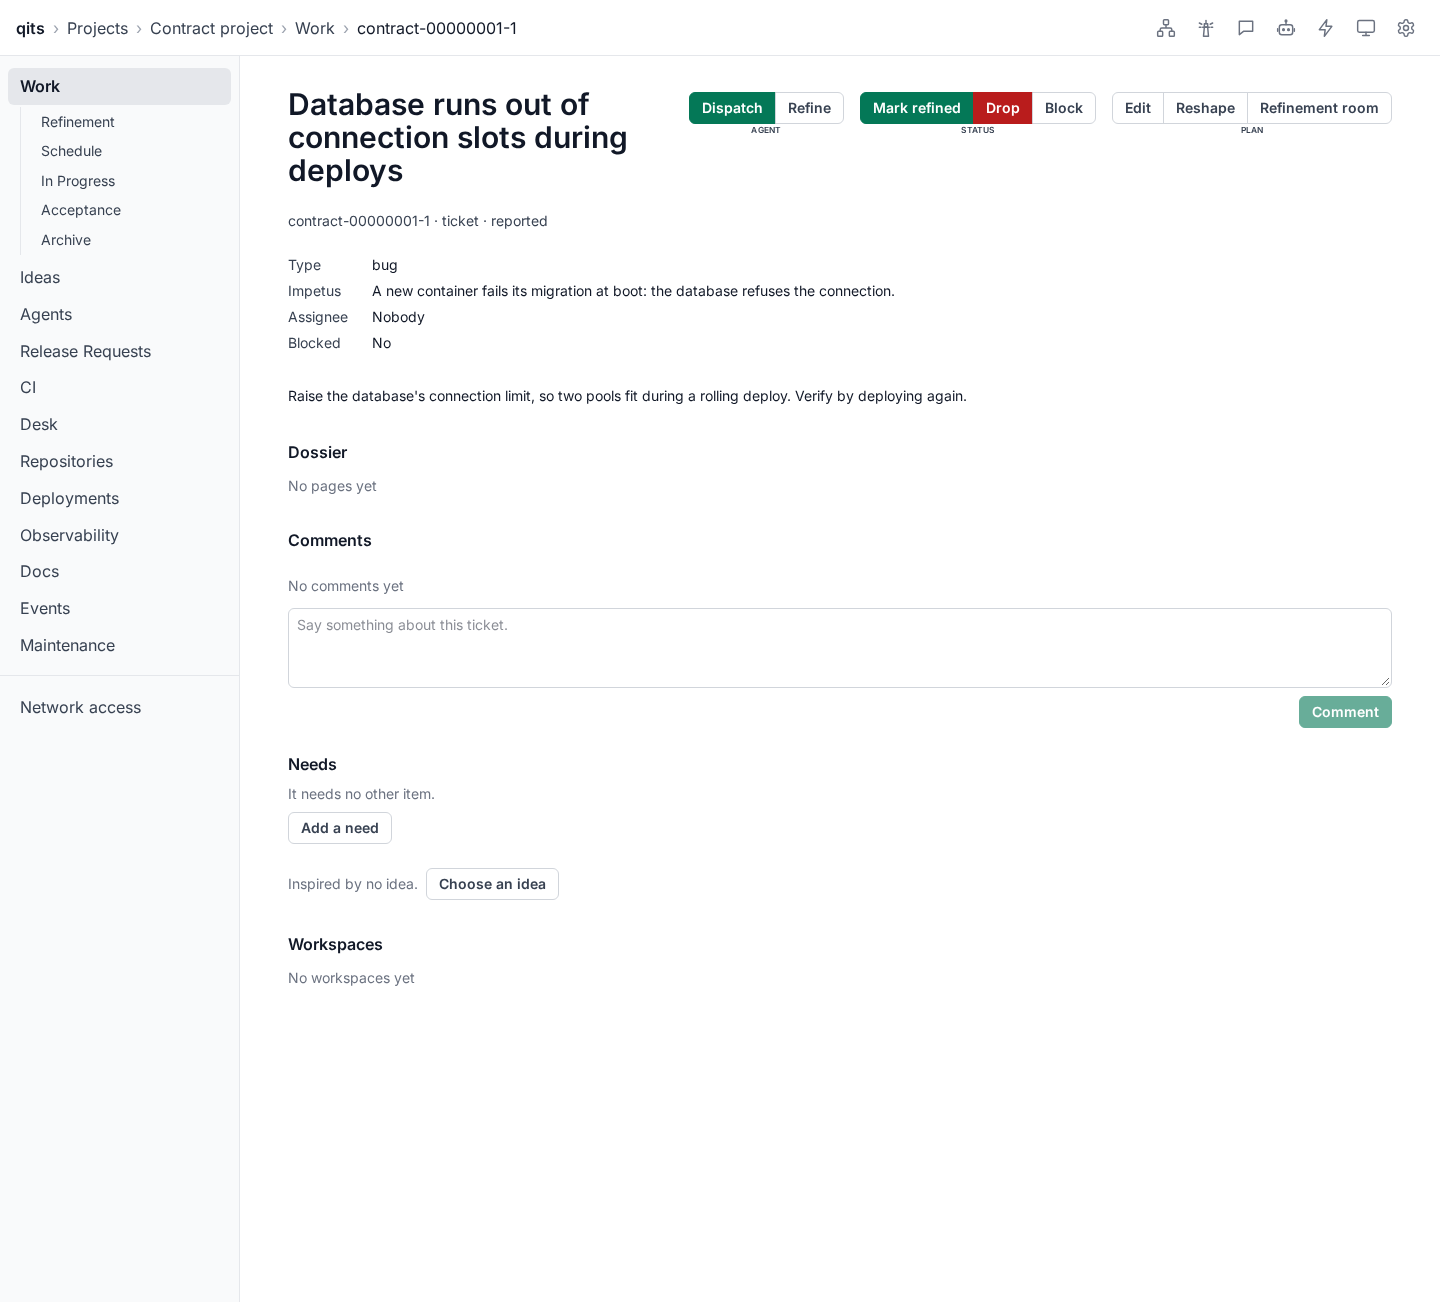 qits › Projects › Contract project › Work › contract-00000001-1
Work
Refinement
Schedule
In Progress
Acceptance
Archive
Ideas
Agents
Release Requests
CI
Desk
Repositories
Deployments
Observability
Docs
Events
Maintenance
Network access
Database runs out of
connection slots during
deploys
Dispatch Refine
AGENT
Mark refined Drop Block
STATUS
Edit Reshape Refinement room
PLAN
contract-00000001-1 · ticket · reported
Type bug
Impetus A new container fails its migration at boot: the database refuses the connection.
Assignee Nobody
Blocked No
Raise the database's connection limit, so two pools fit during a rolling deploy. Verify by deploying again.
Dossier
No pages yet
Comments
No comments yet
Say something about this ticket.
Comment
Needs
It needs no other item.
Add a need
Inspired by no idea. Choose an idea
Workspaces
No workspaces yet